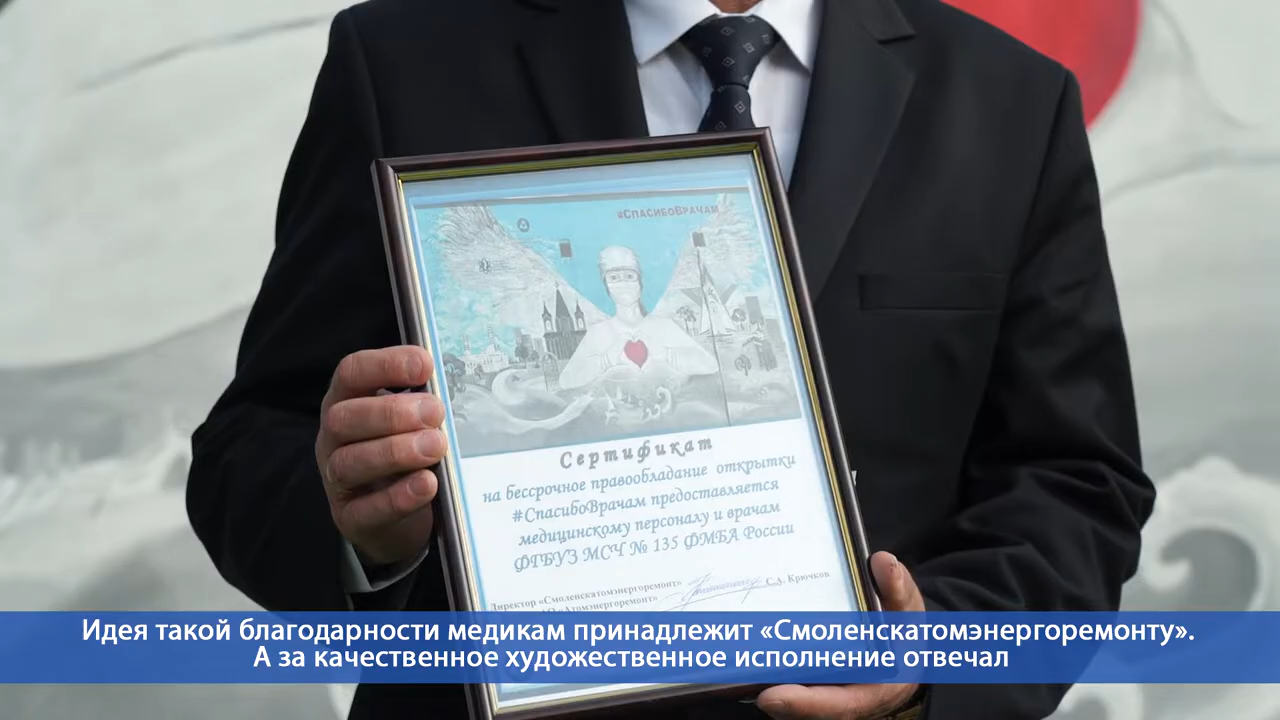 #СпасибоВрачам
Сертификат
на бессрочное правообладание открытки
#СпасибоВрачам предоставляется
медицинскому персоналу и врачам
ФГБУЗ МСЧ № 135 ФМБА России
Директор «Смоленскатомэнергоремонт»
«Атомэнергоремонт» С.А. Крючков
Идея такой благодарности медикам принадлежит «Смоленскатомэнергоремонту».
А за качественное художественное исполнение отвечал